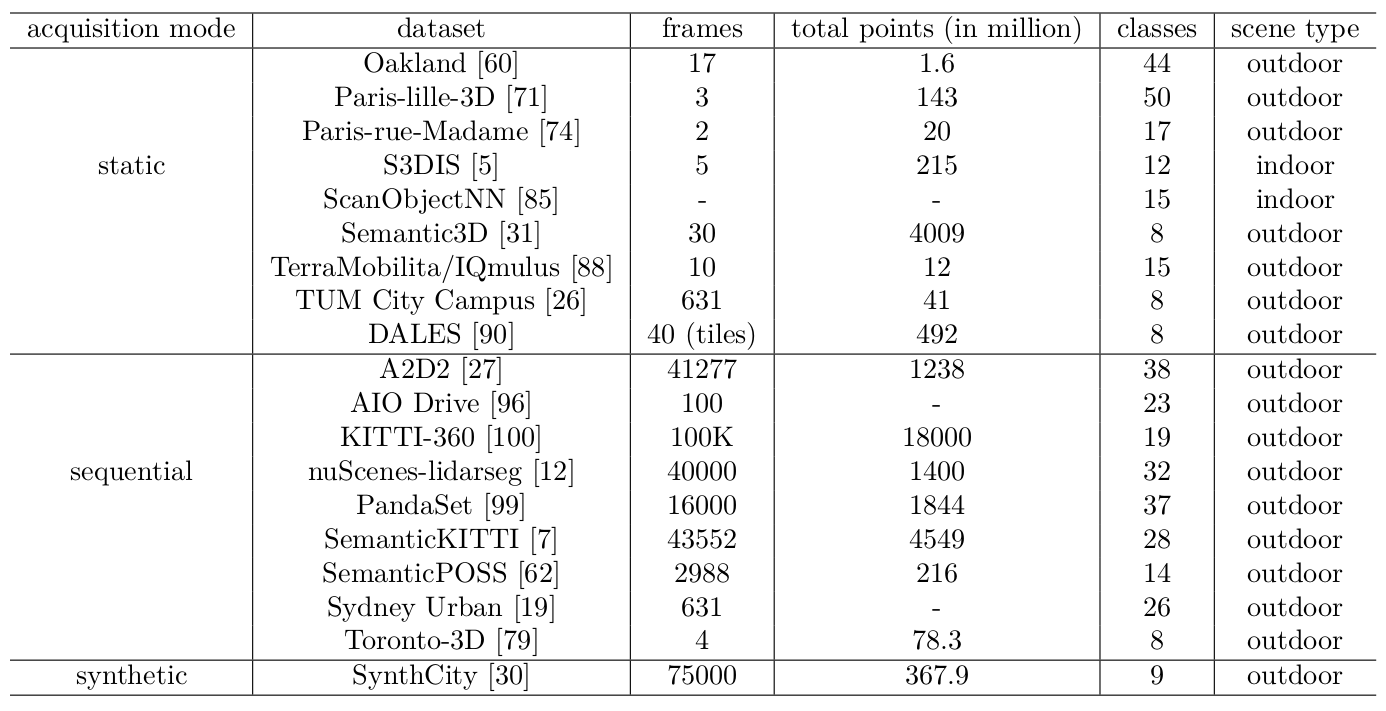 acquisition mode dataset frames total points (in million) classes scene type
Oakland [60] 17 1.6 44 outdoor
Paris-lille-3D [71] 3 143 50 outdoor
Paris-rue-Madame [74] 2 20 17 outdoor
static S3DIS [5] 5 215 12 indoor
ScanObjectNN [85] - - 15 indoor
Semantic3D [31] 30 4009 8 outdoor
TerraMobilita/IQmulus [88] 10 12 15 outdoor
TUM City Campus [26] 631 41 8 outdoor
DALES [90] 40 (tiles) 492 8 outdoor
A2D2 [27] 41277 1238 38 outdoor
AIO Drive [96] 100 - 23 outdoor
KITTI-360 [100] 100K 18000 19 outdoor
sequential nuScenes-lidarseg [12] 40000 1400 32 outdoor
PandaSet [99] 16000 1844 37 outdoor
SemanticKITTI [7] 43552 4549 28 outdoor
SemanticPOSS [62] 2988 216 14 outdoor
Sydney Urban [19] 631 - 26 outdoor
Toronto-3D [79] 4 78.3 8 outdoor
synthetic SynthCity [30] 75000 367.9 9 outdoor